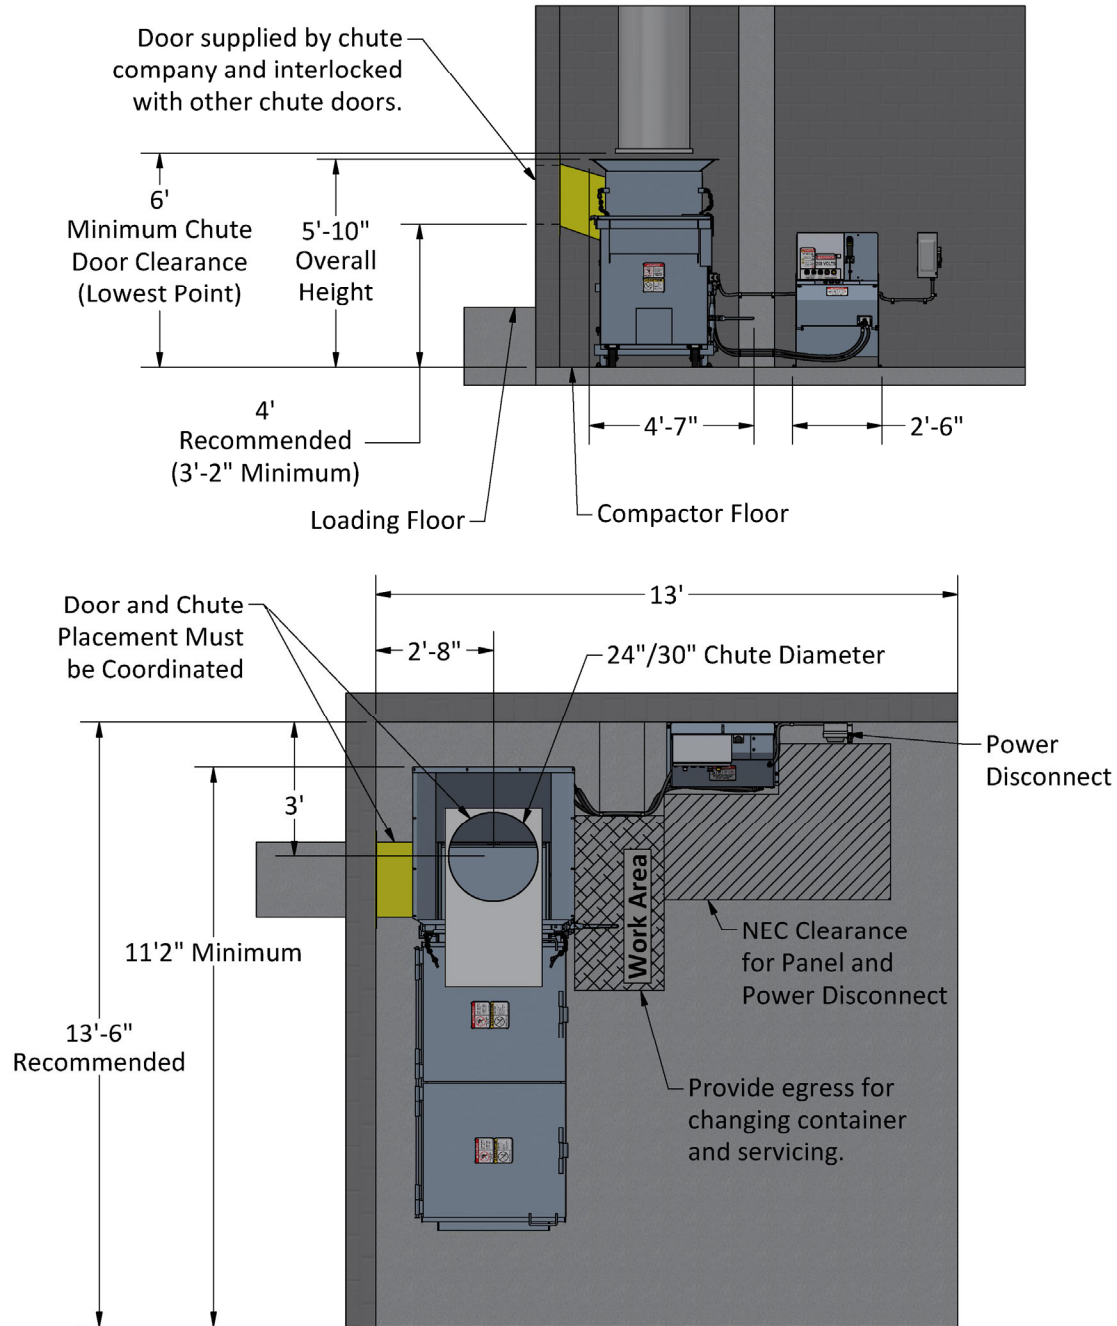 Door supplied by chute
company and interlocked
with other chute doors.
6'
Minimum Chute
Door Clearance
(Lowest Point)
5'-10"
Overall
Height
4'
Recommended
(3'-2" Minimum)
4'-7"
2'-6"
Loading Floor
Compactor Floor
13'
Door and Chute
Placement Must
be Coordinated
2'-8"
24"/30" Chute Diameter
Power
Disconnect
3'
Work Area
11'2" Minimum
NEC Clearance
for Panel and
Power Disconnect
13'-6"
Recommended
Provide egress for
changing container
and servicing.